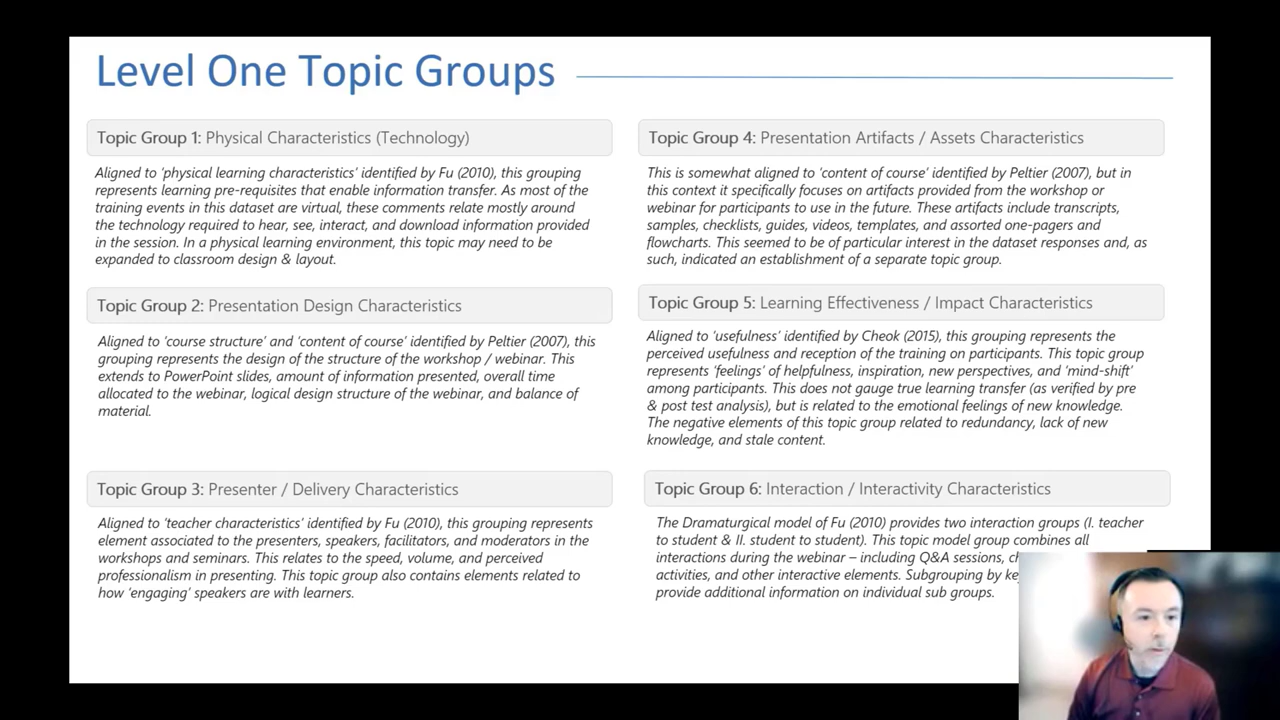 Level One Topic Groups
Topic Group 1: Physical Characteristics (Technology)
Aligned to 'physical learning characteristics' identified by Fu (2010), this grouping
represents learning pre-requisites that enable information transfer. As most of the
training events in this dataset are virtual, these comments relate mostly around
the technology required to hear, see, interact, and download information provided
in the session. In a physical learning environment, this topic may need to be
expanded to classroom design & layout.
Topic Group 2: Presentation Design Characteristics
Aligned to 'course structure' and 'content of course' identified by Peltier (2007), this
grouping represents the design of the structure of the workshop / webinar. This
extends to PowerPoint slides, amount of information presented, overall time
allocated to the webinar, logical design structure of the webinar, and balance of
material.
Topic Group 3: Presenter / Delivery Characteristics
Aligned to 'teacher characteristics' identified by Fu (2010), this grouping represents
element associated to the presenters, speakers, facilitators, and moderators in the
workshops and seminars. This relates to the speed, volume, and perceived
professionalism in presenting. This topic group also contains elements related to
how 'engaging' speakers are with learners.
Topic Group 4: Presentation Artifacts / Assets Characteristics
This is somewhat aligned to 'content of course' identified by Peltier (2007), but in
this context it specifically focuses on artifacts provided from the workshop or
webinar for participants to use in the future. These artifacts include transcripts,
samples, checklists, guides, videos, templates, and assorted one-pagers and
flowcharts. This seemed to be of particular interest in the dataset responses and, as
such, indicated an establishment of a separate topic group.
Topic Group 5: Learning Effectiveness / Impact Characteristics
Aligned to 'usefulness' identified by Cheok (2015), this grouping represents the
perceived usefulness and reception of the training on participants. This topic group
represents 'feelings' of helpfulness, inspiration, new perspectives, and 'mind-shift'
among participants. This does not gauge true learning transfer (as verified by pre
& post test analysis), but is related to the emotional feelings of new knowledge.
The negative elements of this topic group related to redundancy, lack of new
knowledge, and stale content.
Topic Group 6: Interaction / Interactivity Characteristics
The Dramaturgical model of Fu (2010) provides two interaction groups (I. teacher
to student & II. student to student). This topic model group combines all
interactions during the webinar – including Q&A sessions,
activities, and other interactive elements. Subgrouping by
provide additional information on individual sub groups.